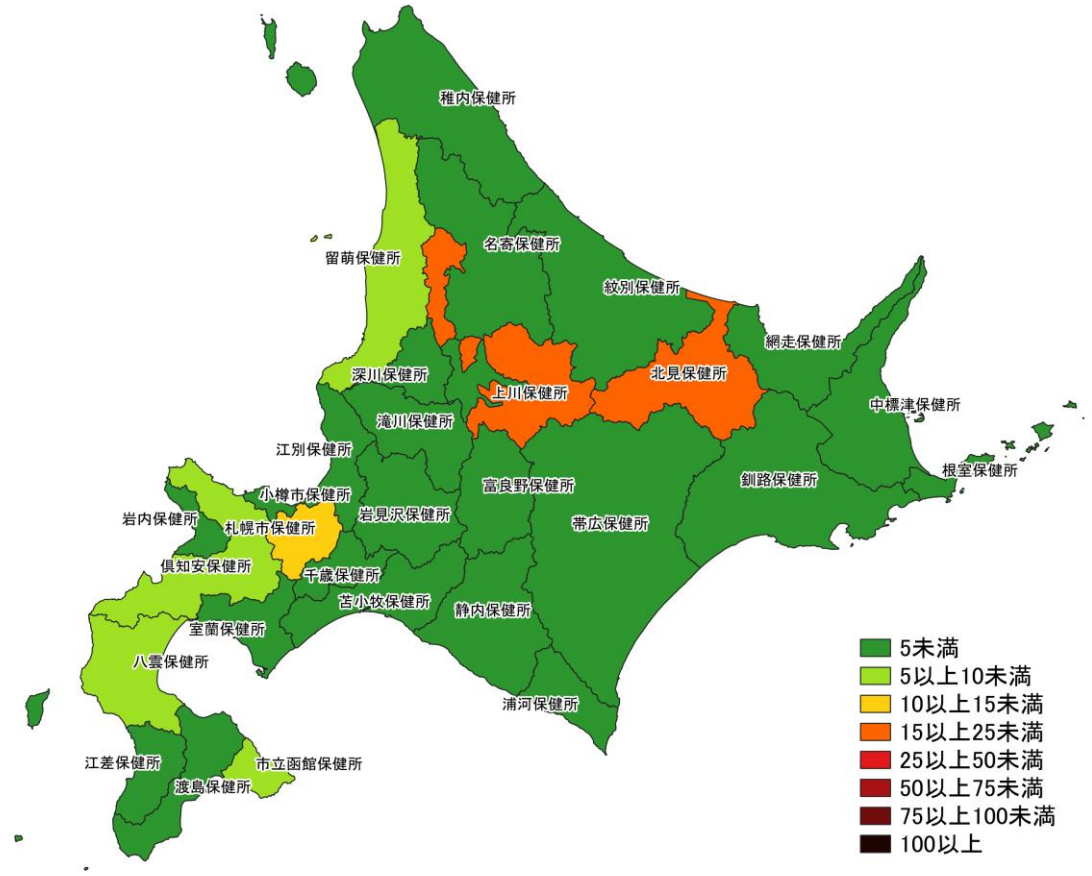 稚内保健所
名寄保健所
留萌保健所
紋別保健所
網走保健所
深川保健所
北見保健所
上川保健所
中標津保健所
滝川保健所
江別保健所
根室保健所
釧路保健所
富良野保健所
小樽市保健所
岩見沢保健所
岩内保健所
札幌市保健所
帯広保健所
倶知安保健所
千歳保健所
苫小牧保健所
静内保健所
室蘭保健所
八雲保健所
浦河保健所
江差保健所
市立函館保健所
渡島保健所
5未満
5以上10未満
10以上15未満
15以上25未満
25以上50未満
50以上75未満
75以上100未満
100以上